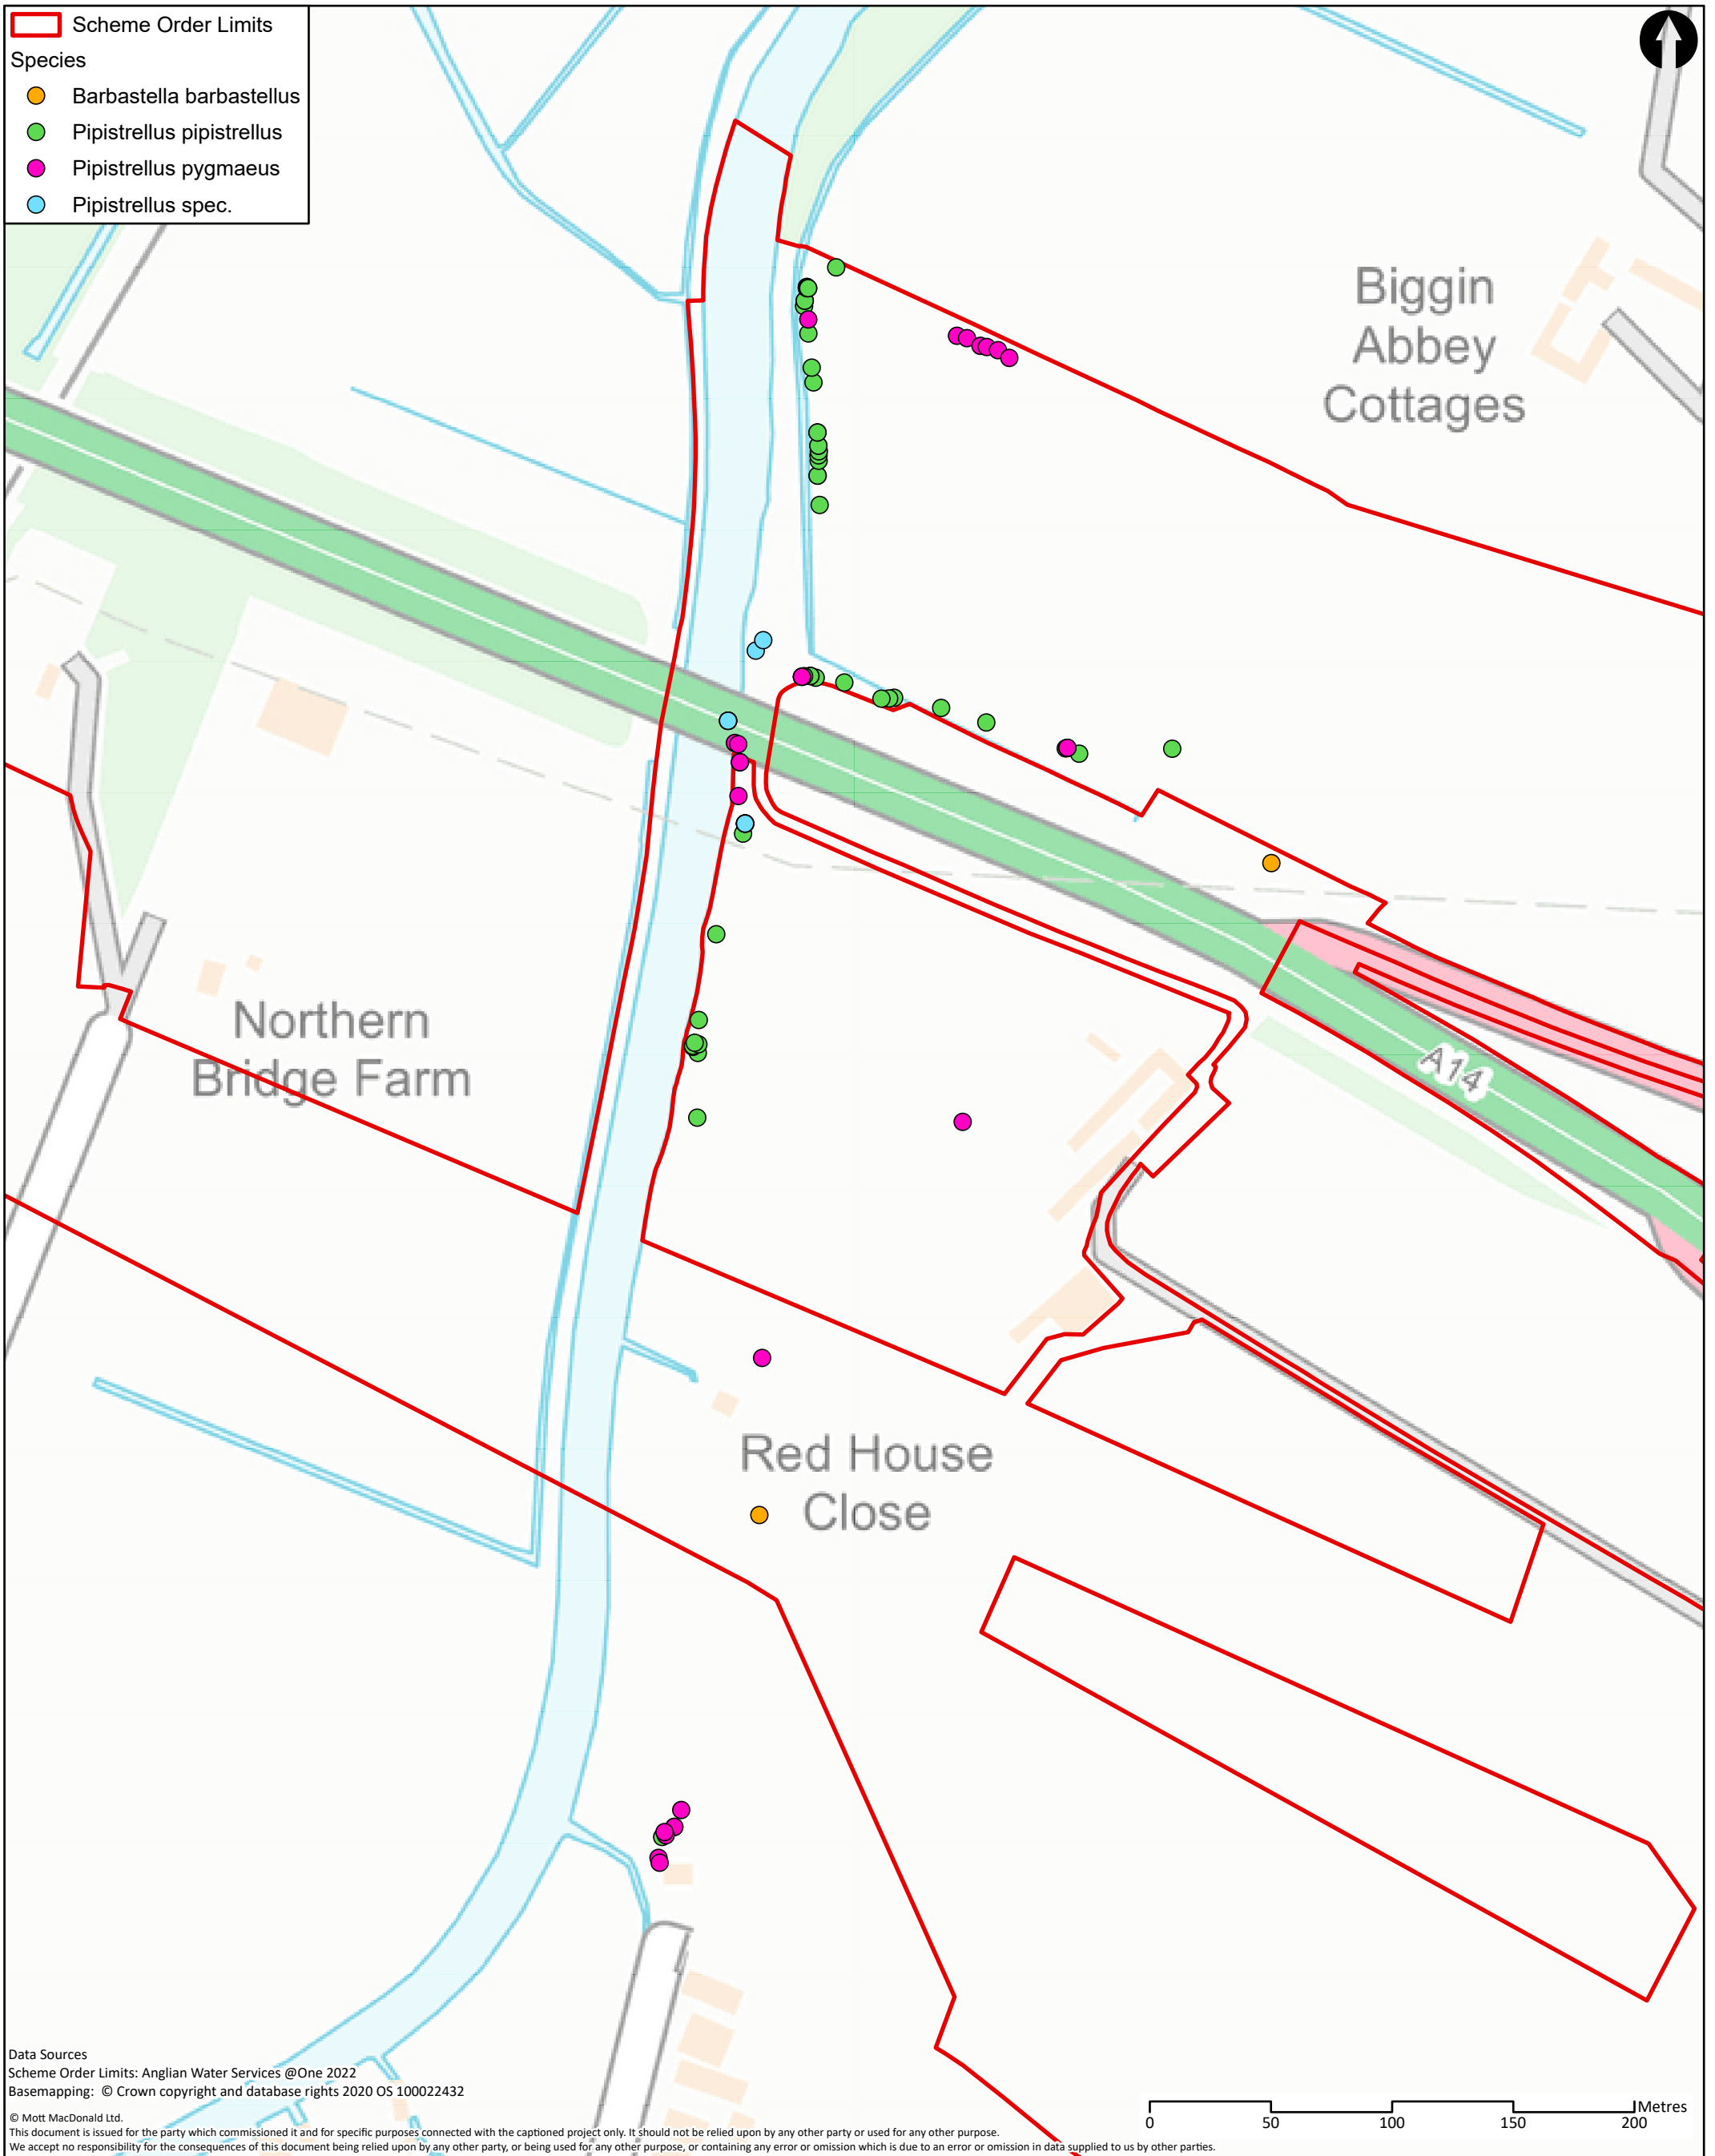 Scheme Order Limits
Species
Barbastella barbastellus
Pipistrellus pipistrellus
Pipistrellus pygmaeus
Pipistrellus spec.
Biggin
Abbey
Cottages
Northern
Bridge Farm
A14
Red House
Close
Data Sources
Scheme Order Limits: Anglian Water Services @One 2022
Basemapping: © Crown copyright and database rights 2020 OS 100022432
© Mott MacDonald Ltd.
This document is issued for the party which commissioned it and for specific purposes connected with the captioned project only. It should not be relied upon by any other party or used for any other purpose.
We accept no responsibility for the consequences of this document being relied upon by any other party, or being used for any other purpose, or containing any error or omission which is due to an error or omission in data supplied to us by other parties.
Metres
0 50 100 150 200